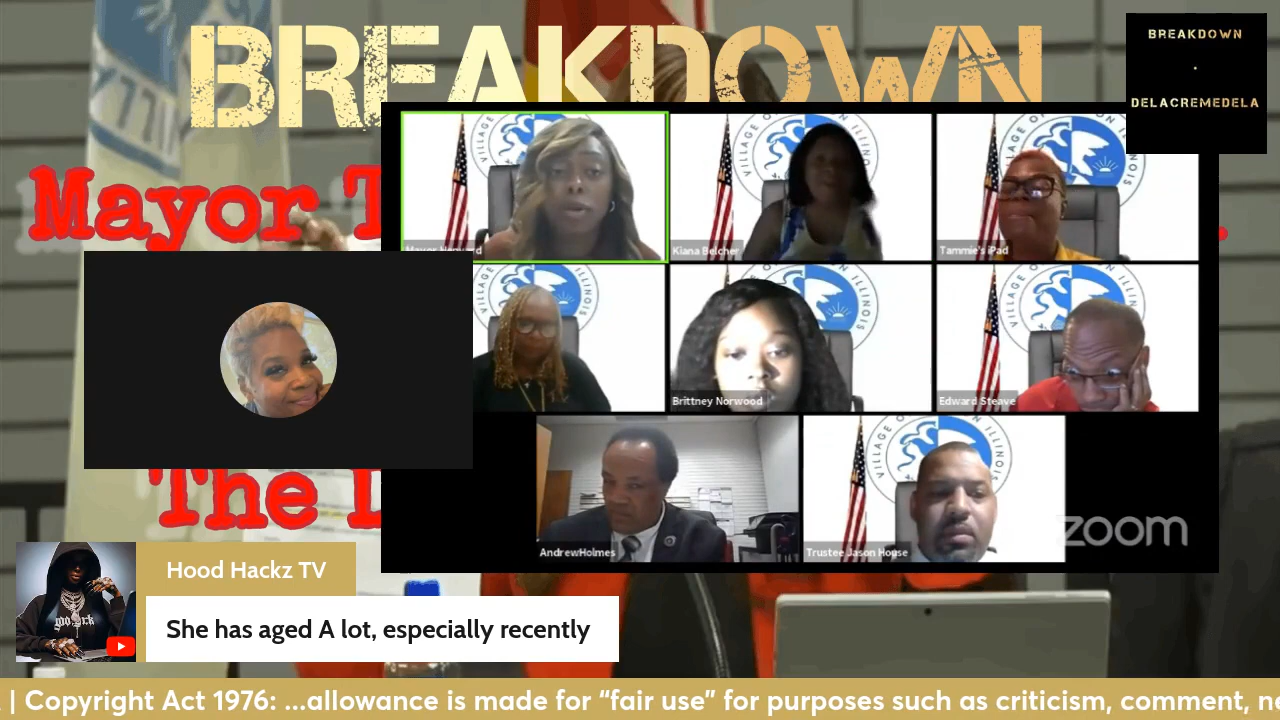 BREAKDOWN
BREAKDOWN
DELACREMEDELA
Mayor T
Kiana Belcher
Tammie's iPad
Brittney Norwood
Edward Steave
The
AndrewHolmes
Trustee Jason House
zoom
Hood Hackz TV
She has aged A lot, especially recently
| Copyright Act 1976: ...allowance is made for “fair use” for purposes such as criticism, comment,